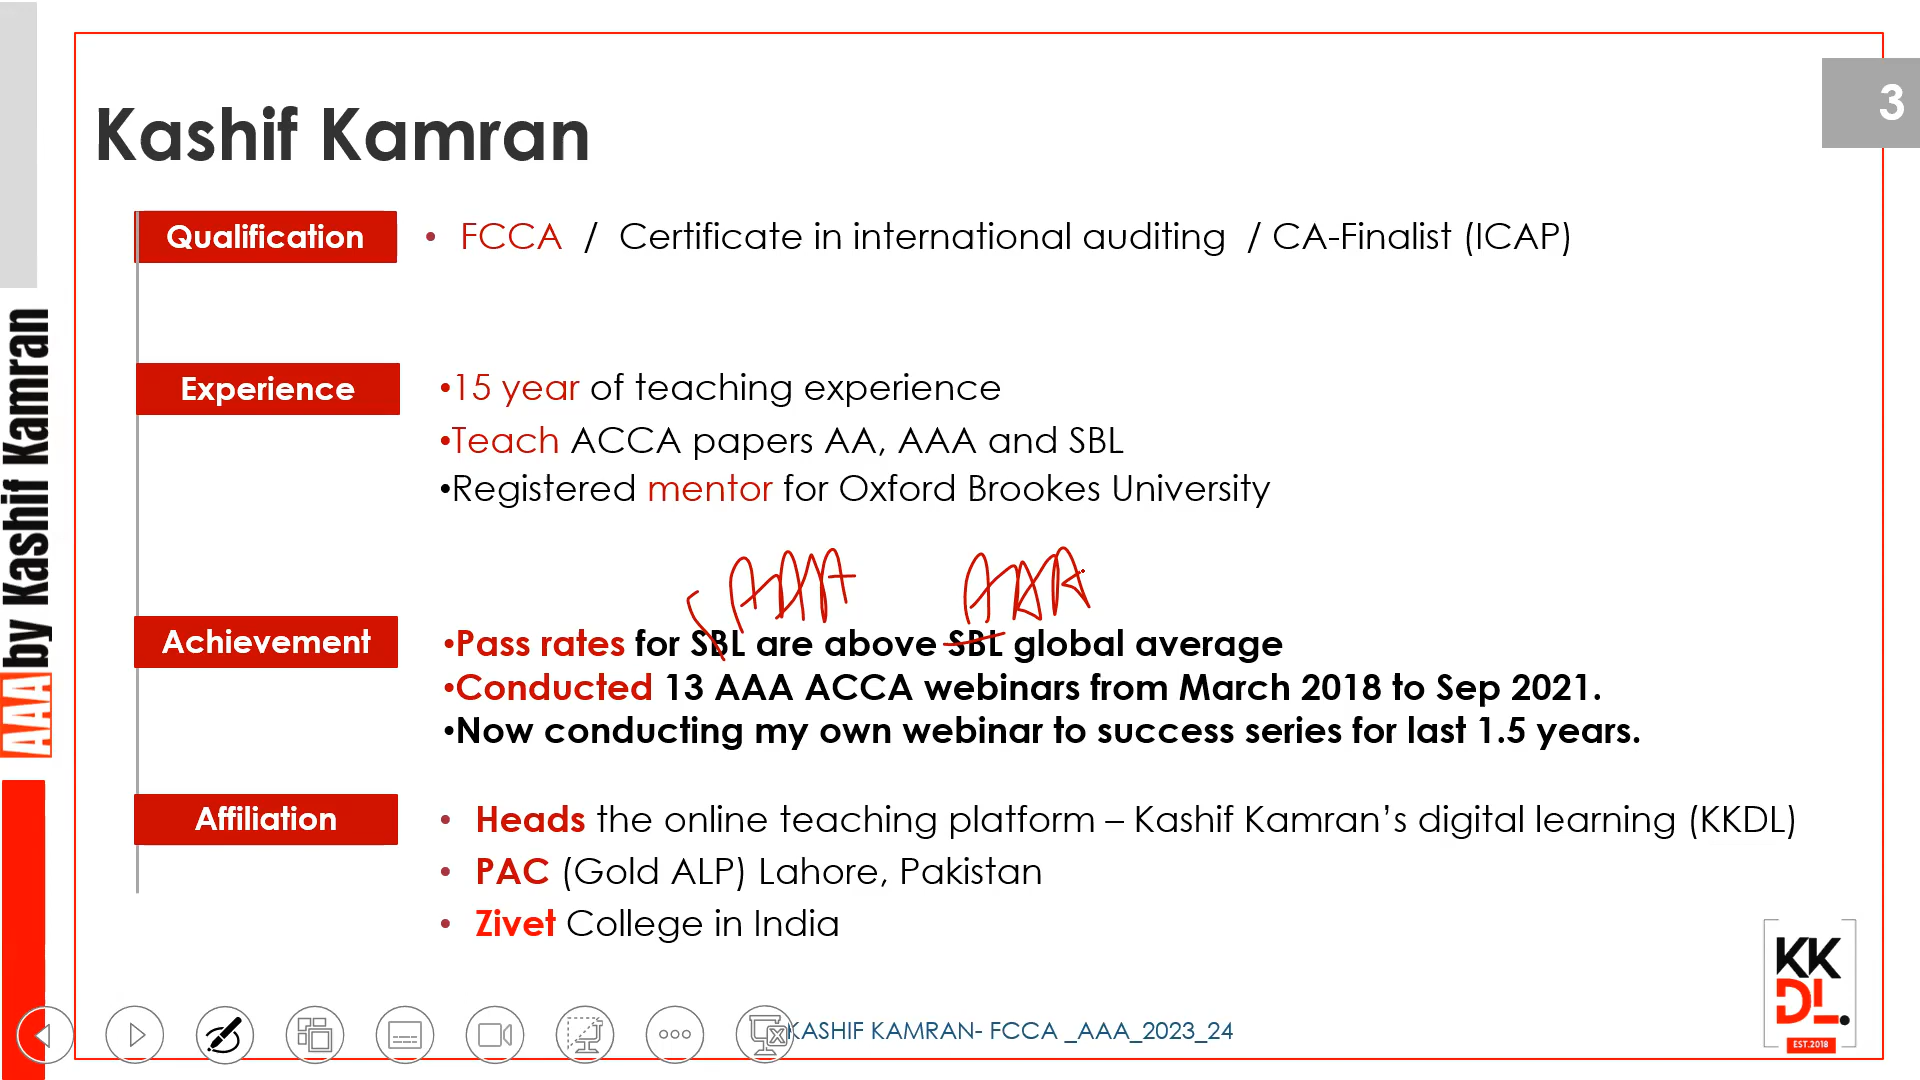 3
Kashif Kamran
Qualification
• FCCA / Certificate in international auditing / CA-Finalist (ICAP)
Experience
•15 year of teaching experience
•Teach ACCA papers AA, AAA and SBL
•Registered mentor for Oxford Brookes University
AAA AAA
Achievement
•Pass rates for SBL are above SBL global average
•Conducted 13 AAA ACCA webinars from March 2018 to Sep 2021.
•Now conducting my own webinar to success series for last 1.5 years.
Affiliation
• Heads the online teaching platform – Kashif Kamran’s digital learning (KKDL)
• PAC (Gold ALP) Lahore, Pakistan
• Zivet College in India
AAA by Kashif Kamran
KASHIF KAMRAN- FCCA _AAA_2023_24
KK
DL.
EST.2018